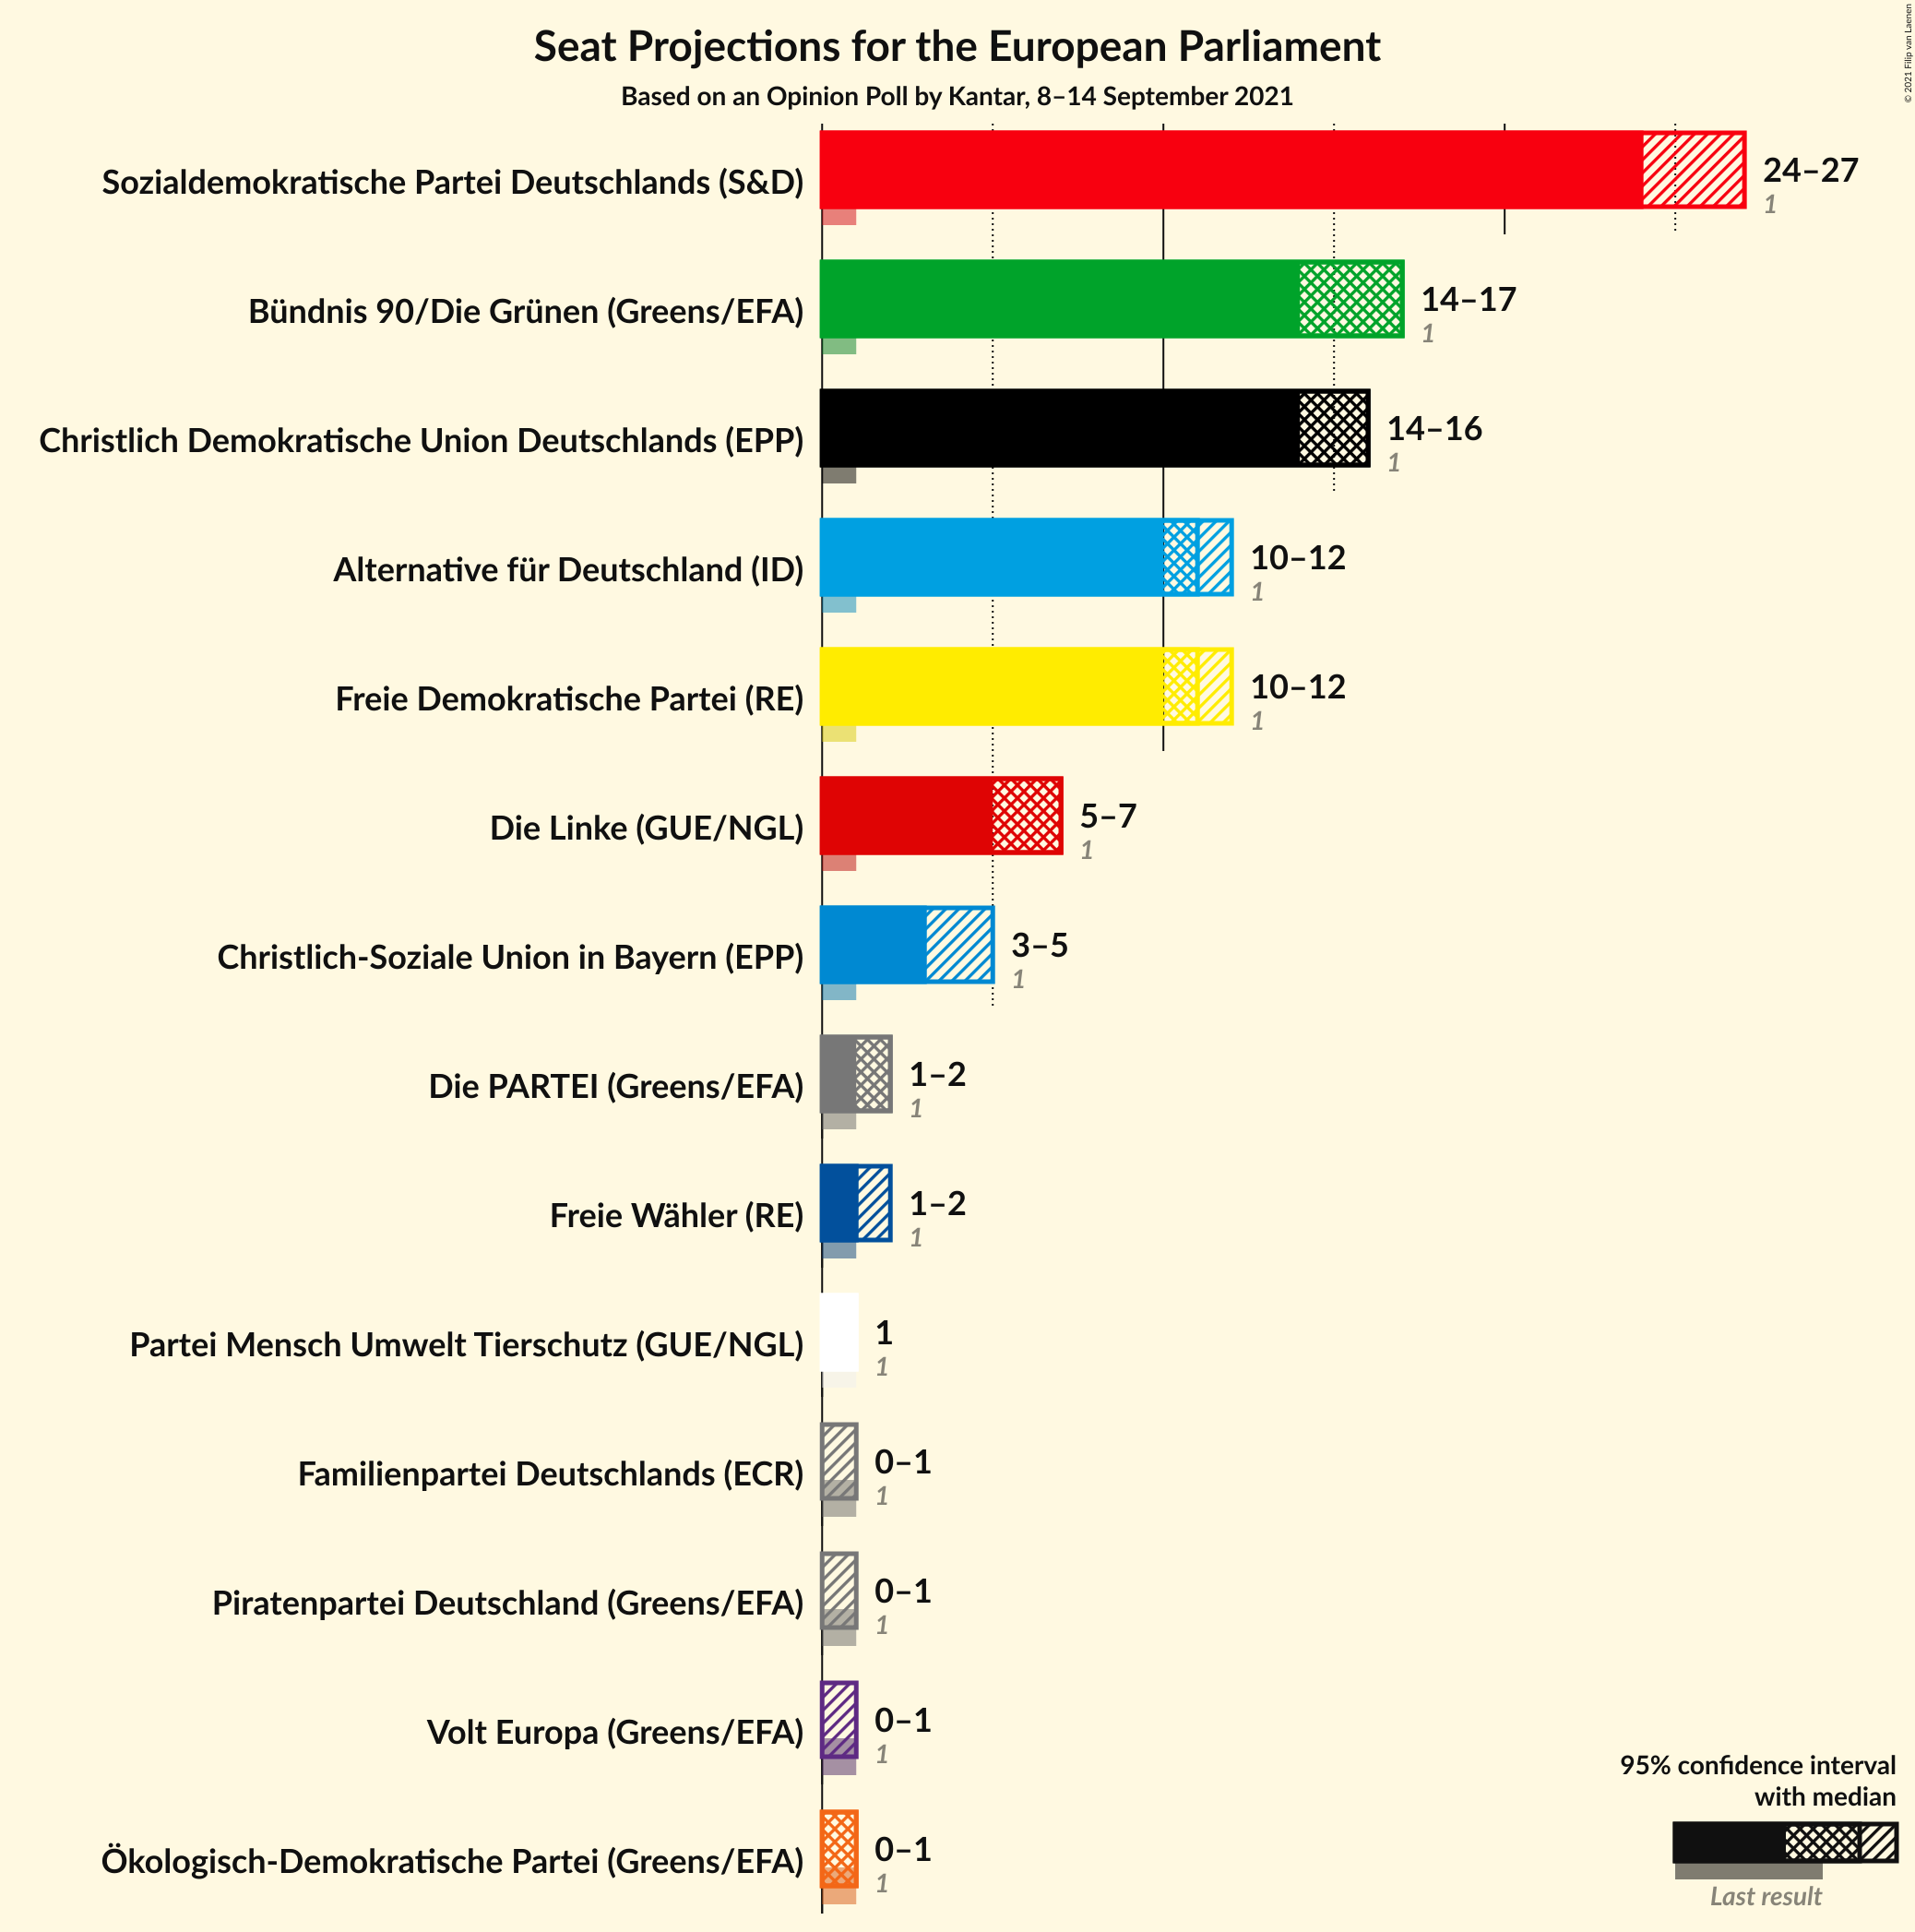 Seat Projections for the European Parliament
Based on an Opinion Poll by Kantar, 8–14 September 2021
© 2021 Filip van Laenen
Sozialdemokratische Partei Deutschlands (S&D)
24–27
1
Bündnis 90/Die Grünen (Greens/EFA)
14–17
1
Christlich Demokratische Union Deutschlands (EPP)
14–16
1
Alternative für Deutschland (ID)
10–12
1
Freie Demokratische Partei (RE)
10–12
1
Die Linke (GUE/NGL)
5–7
1
Christlich-Soziale Union in Bayern (EPP)
3–5
1
Die PARTEI (Greens/EFA)
1–2
1
Freie Wähler (RE)
1–2
1
Partei Mensch Umwelt Tierschutz (GUE/NGL)
1
1
Familienpartei Deutschlands (ECR)
0–1
1
Piratenpartei Deutschland (Greens/EFA)
0–1
1
Volt Europa (Greens/EFA)
0–1
1
Ökologisch-Demokratische Partei (Greens/EFA)
0–1
1
95% confidence interval
with median
Last result